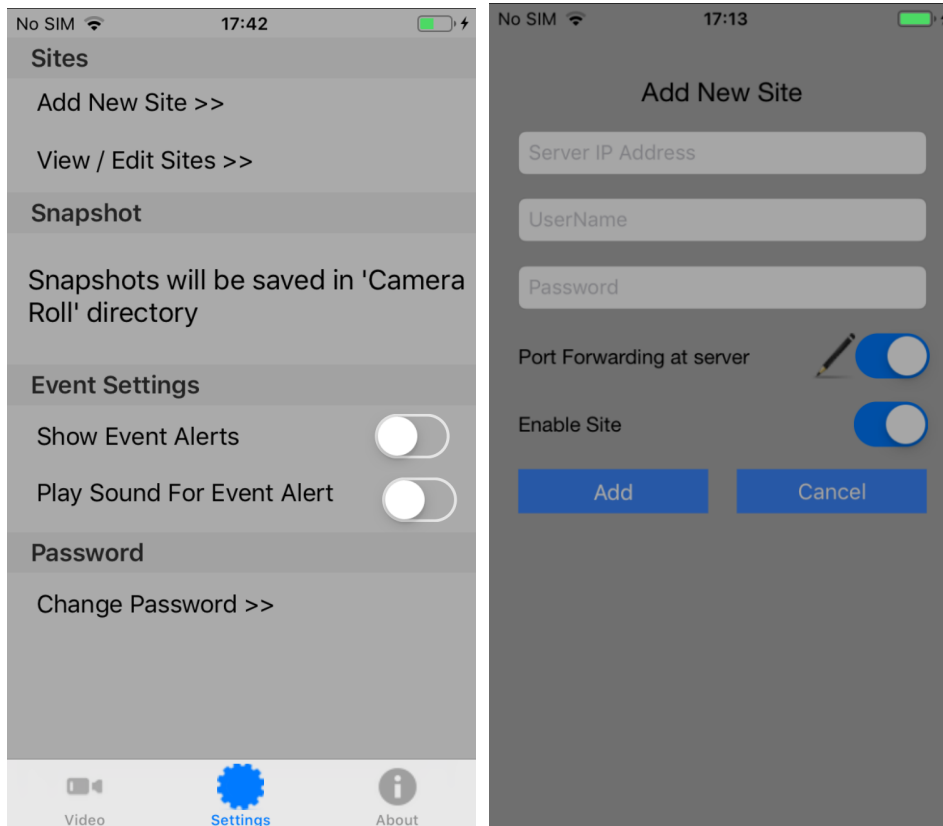 No SIM 17:42
Sites
Add New Site >>
View / Edit Sites >>
Snapshot
Snapshots will be saved in 'Camera
Roll' directory
Event Settings
Show Event Alerts
Play Sound For Event Alert
Password
Change Password >>
Video Settings About
No SIM 17:13
Add New Site
Server IP Address
UserName
Password
Port Forwarding at server
Enable Site
Add Cancel